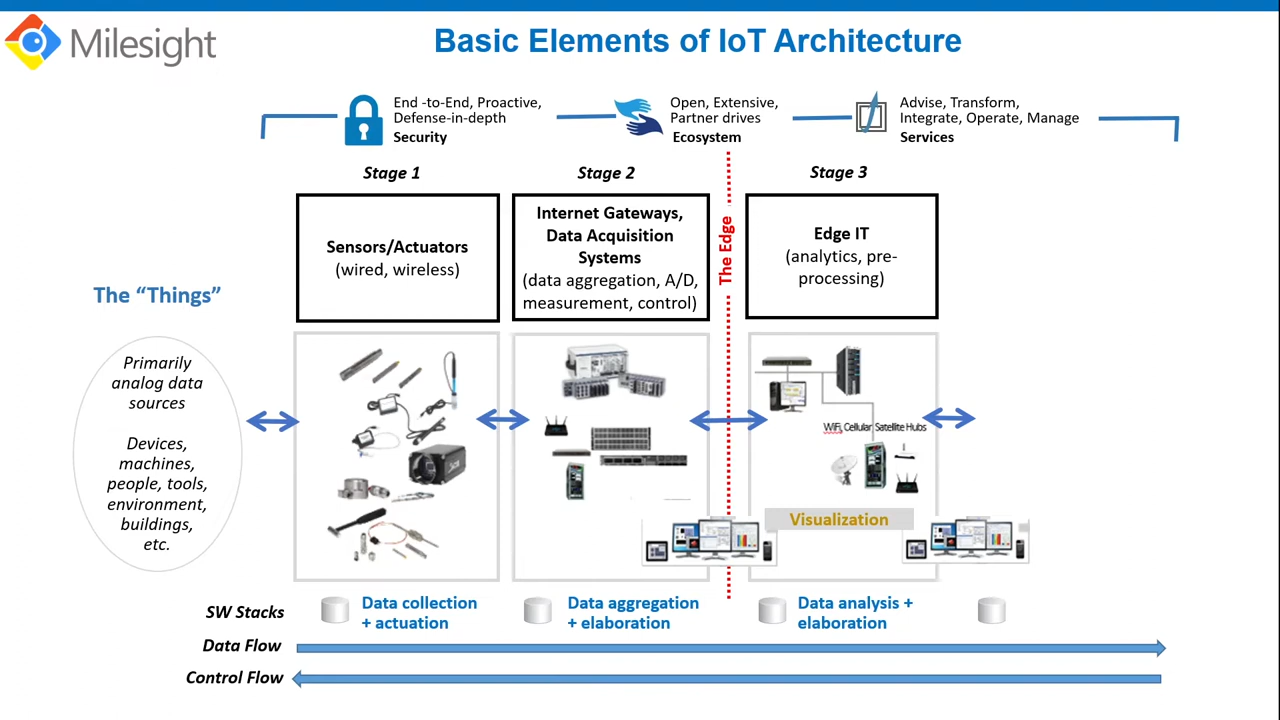 Milesight
Basic Elements of IoT Architecture
End -to-End, Proactive,
Defense-in-depth
Security
Open, Extensive,
Partner drives
Ecosystem
Advise, Transform,
Integrate, Operate, Manage
Services
Stage 1
Stage 2
Stage 3
Sensors/Actuators
(wired, wireless)
Internet Gateways,
Data Acquisition
Systems
(data aggregation, A/D,
measurement, control)
The Edge
Edge IT
(analytics, pre-
processing)
The “Things”
Primarily
analog data
sources
Devices,
machines,
people, tools,
environment,
buildings,
etc.
WiFi, Cellular Satellite Hubs
Visualization
SW Stacks
Data collection
+ actuation
Data aggregation
+ elaboration
Data analysis +
elaboration
Data Flow
Control Flow